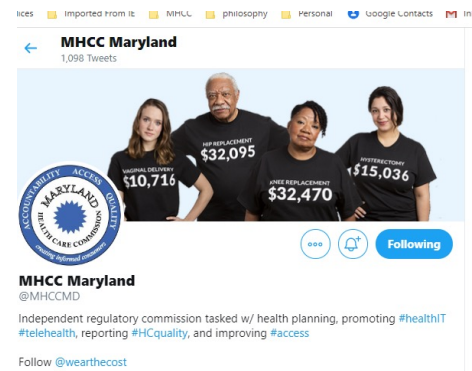 Imported From IE MHCC philosophy Personal Google Contacts
MHCC Maryland
1,098 Tweets
VAGINAL DELIVERY
$10,716
HIP REPLACEMENT
$32,095
KNEE REPLACEMENT
$32,470
HYSTERECTOMY
$15,036
ACCOUNTABILITY ACCESS QUALITY
MARYLAND
HEALTH CARE COMMISSION
creating informed consumers
Following
MHCC Maryland
@MHCCMD
Independent regulatory commission tasked w/ health planning, promoting #healthIT
#telehealth, reporting #HCquality, and improving #access
Follow @wearthecost